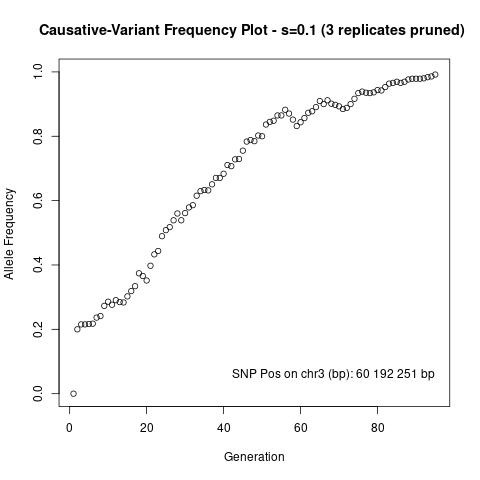 Causative-Variant Frequency Plot - s=0.1 (3 replicates pruned)
1.0
0.8
0.6
0.4
0.2
0.0
Allele Frequency
SNP Pos on chr3 (bp): 60 192 251 bp
0 20 40 60 80
Generation